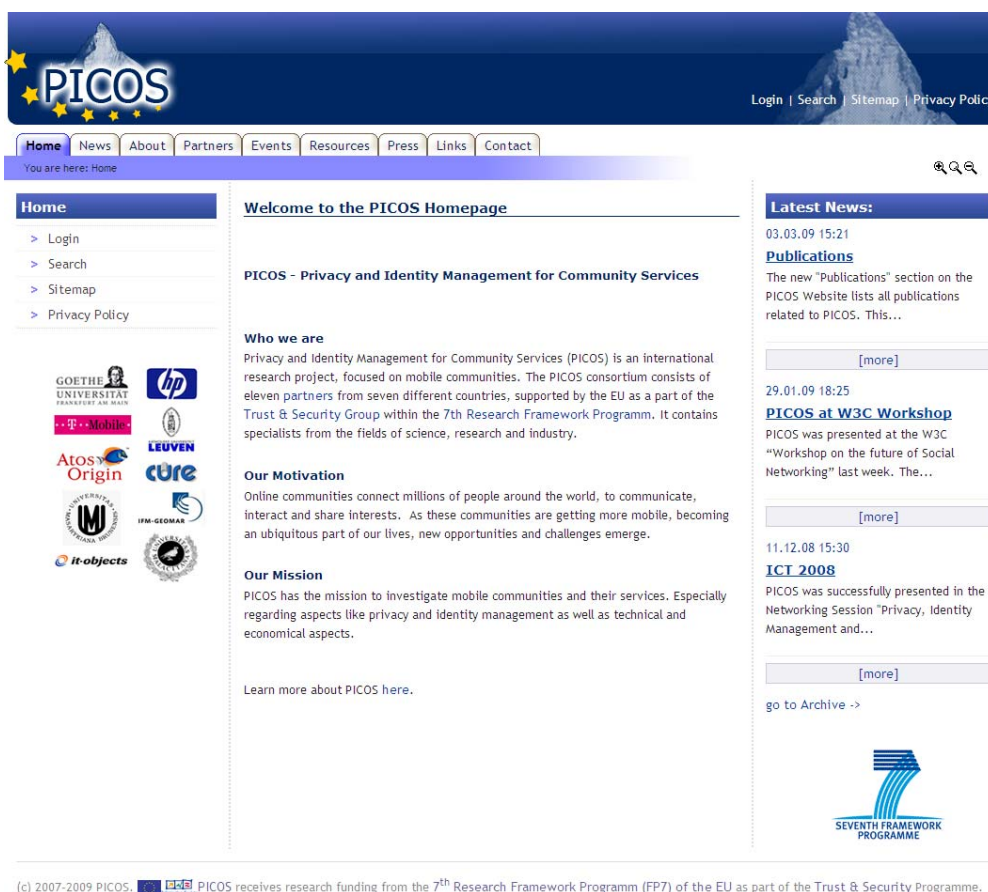 PICOS
Login | Search | Sitemap | Privacy Polic
Home News About Partners Events Resources Press Links Contact
You are here: Home
Home
> Login
> Search
> Sitemap
> Privacy Policy
GOETHE
UNIVERSITÄT
FRANKFURT AM MAIN
hp
T · · Mobile
LEUVEN
Atos
Origin
cure
IFM-GEOMAR
it-objects
Welcome to the PICOS Homepage
PICOS - Privacy and Identity Management for Community Services
Who we are
Privacy and Identity Management for Community Services (PICOS) is an international
research project, focused on mobile communities. The PICOS consortium consists of
eleven partners from seven different countries, supported by the EU as a part of the
Trust & Security Group within the 7th Research Framework Programm. It contains
specialists from the fields of science, research and industry.
Our Motivation
Online communities connect millions of people around the world, to communicate,
interact and share interests. As these communities are getting more mobile, becoming
an ubiquitous part of our lives, new opportunities and challenges emerge.
Our Mission
PICOS has the mission to investigate mobile communities and their services. Especially
regarding aspects like privacy and identity management as well as technical and
economical aspects.
Learn more about PICOS here.
Latest News:
03.03.09 15:21
Publications
The new "Publications" section on the
PICOS Website lists all publications
related to PICOS. This...
[more]
29.01.09 18:25
PICOS at W3C Workshop
PICOS was presented at the W3C
“Workshop on the future of Social
Networking” last week. The...
[more]
11.12.08 15:30
ICT 2008
PICOS was successfully presented in the
Networking Session "Privacy, Identity
Management and...
[more]
go to Archive ->
SEVENTH FRAMEWORK
PROGRAMME
(c) 2007-2009 PICOS. PICOS receives research funding from the 7th Research Framework Programm (FP7) of the EU as part of the Trust & Security Programme.